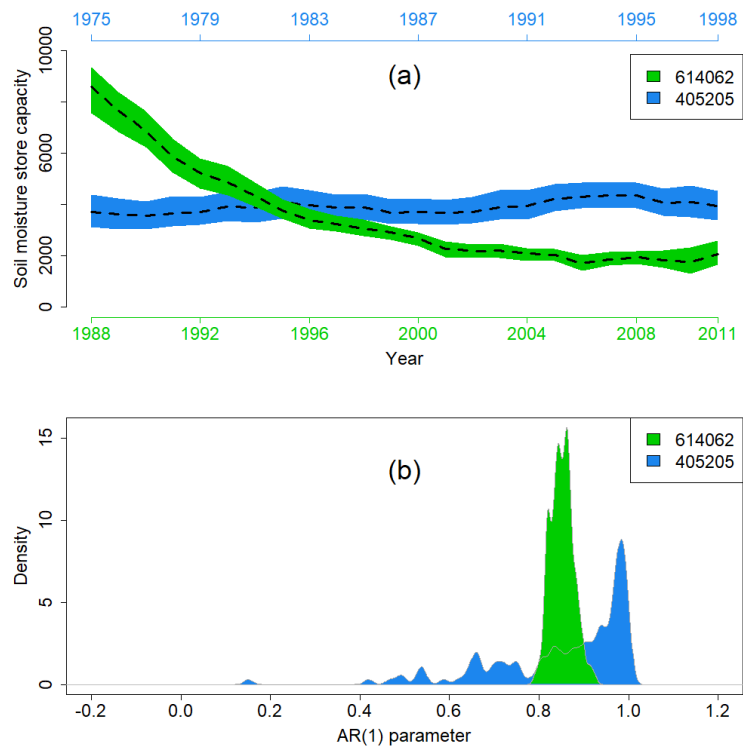 1975 1979 1983 1987 1991 1995 1998
(a)
614062
405205
Soil moisture store capacity
10000
6000
2000
0
1988 1992 1996 2000 2004 2008 2011
Year
(b)
614062
405205
Density
15
10
5
0
-0.2 0.0 0.2 0.4 0.6 0.8 1.0 1.2
AR(1) parameter